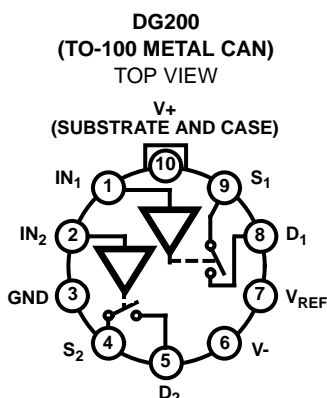 DG200
(TO-100 METAL CAN)
TOP VIEW
V+
(SUBSTRATE AND CASE)
10
IN1 1 9 S1
IN2 2 8 D1
GND 3 7 VREF
S2 4 6 V-
5
D2